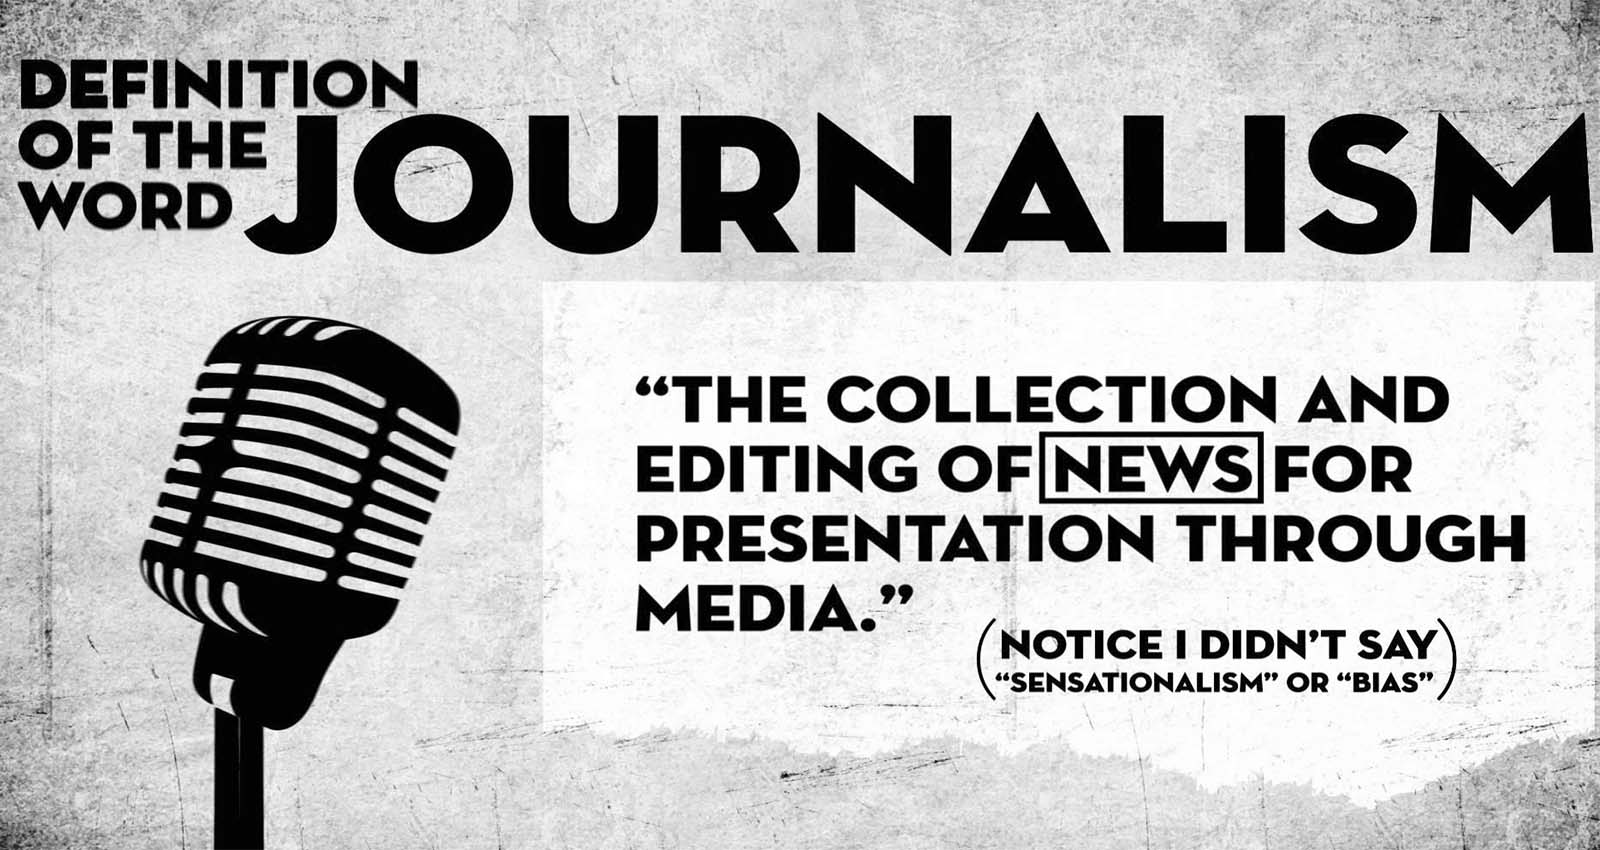 DEFINITION
OF THE
WORD
JOURNALISM
“THE COLLECTION AND
EDITING OF NEWS FOR
PRESENTATION THROUGH
MEDIA.”
(NOTICE I DIDN’T SAY
“SENSATIONALISM” OR “BIAS”)